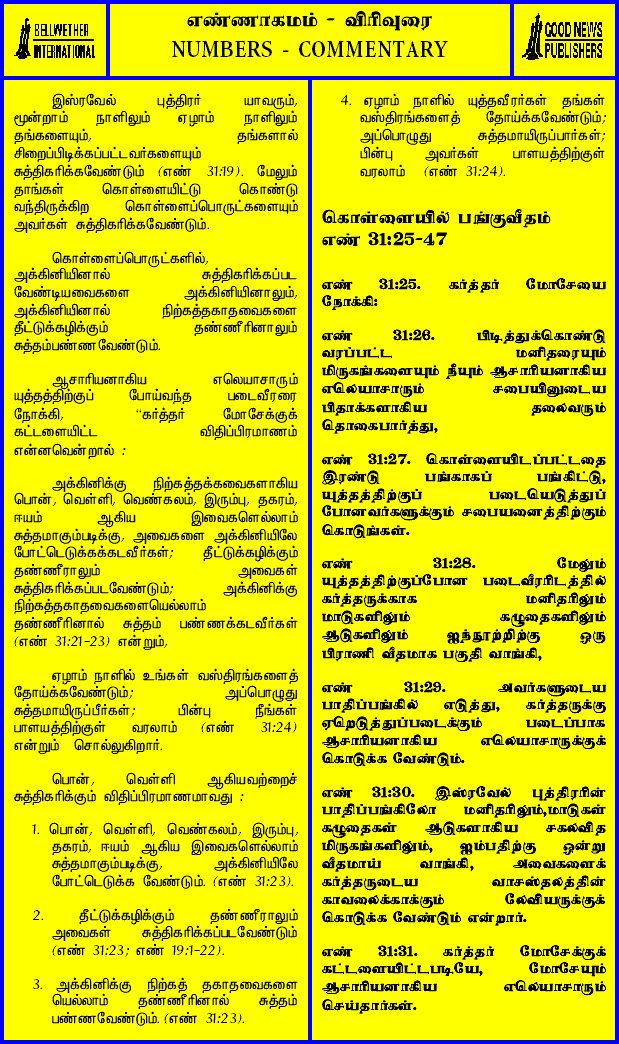 BELLWETHER
INTERNATIONAL
எண்ணாகமம் - விரிவுரை
NUMBERS - COMMENTARY
GOOD NEWS
PUBLISHERS
இஸ்ரவேல் புத்திரர் யாவரும்,
மூன்றாம் நாளிலும் ஏழாம் நாளிலும்
தங்களையும், தங்களால்
சிறைப்பிடிக்கப்பட்டவர்களையும்
சுத்திகரிக்கவேண்டும் (எண் 31:19). மேலும்
தாங்கள் கொள்ளையிட்டு கொண்டு
வந்திருக்கிற கொள்ளைப்பொருட்களையும்
அவர்கள் சுத்திகரிக்கவேண்டும்.
கொள்ளைப்பொருட்களில்,
அக்கினியினால் சுத்திகரிக்கப்பட
வேண்டியவைகளை அக்கினியினாலும்,
அக்கினியினால் நிற்கத்தகாதவைகளை
தீட்டுக்கழிக்கும் தண்ணீரினாலும்
சுத்தம்பண்ணவேண்டும்.
ஆசாரியனாகிய எலெயாசாரும்
யுத்தத்திற்குப் போய்வந்த படைவீரரை
நோக்கி, "கர்த்தர் மோசேக்குக்
கட்டளையிட்ட விதிப்பிரமாணம்
என்னவென்றால் :
அக்கினிக்கு நிற்கத்தக்கவைகளாகிய
பொன், வெள்ளி, வெண்கலம், இரும்பு, தகரம்,
ஈயம் ஆகிய இவைகளெல்லாம்
சுத்தமாகும்படிக்கு, அவைகளை அக்கினியிலே
போட்டெடுக்கக்கடவீர்கள்; தீட்டுக்கழிக்கும்
தண்ணீராலும் அவைகள்
சுத்திகரிக்கப்படவேண்டும்; அக்கினிக்கு
நிற்கத்தகாதவைகளையெல்லாம்
தண்ணீரினால் சுத்தம் பண்ணக்கடவீர்கள்
(எண் 31:21-23) என்றும்,
ஏழாம் நாளில் உங்கள் வஸ்திரங்களைத்
தோய்க்கவேண்டும்; அப்பொழுது
சுத்தமாயிருப்பீர்கள்; பின்பு நீங்கள்
பாளயத்திற்குள் வரலாம் (எண் 31:24)
என்றும் சொல்லுகிறார்.
பொன், வெள்ளி ஆகியவற்றைச்
சுத்திகரிக்கும் விதிப்பிரமாணமாவது :
1. பொன், வெள்ளி, வெண்கலம், இரும்பு,
தகரம், ஈயம் ஆகிய இவைகளெல்லாம்
சுத்தமாகும்படிக்கு, அக்கினியிலே
போட்டெடுக்க வேண்டும். (எண் 31:23).
2. தீட்டுக்கழிக்கும் தண்ணீராலும்
அவைகள் சுத்திகரிக்கப்படவேண்டும்
(எண் 31:23; எண் 19:1-22).
3. அக்கினிக்கு நிற்கத் தகாதவைகளை
யெல்லாம் தண்ணீரினால் சுத்தம்
பண்ணவேண்டும். (எண் 31:23).
4. ஏழாம் நாளில் யுத்தவீரர்கள் தங்கள்
வஸ்திரங்களைத் தோய்க்கவேண்டும்;
அப்பொழுது சுத்தமாயிருப்பார்கள்;
பின்பு அவர்கள் பாளயத்திற்குள்
வரலாம் (எண் 31:24).
கொள்ளையில் பங்குவீதம்
எண் 31:25-47
எண் 31:25. கர்த்தர் மோசேயை
நோக்கி:
எண் 31:26. பிடித்துக்கொண்டு
வரப்பட்ட மனிதரையும்
மிருகங்களையும் நீயும் ஆசாரியனாகிய
எலெயாசாரும் சபையினுடைய
பிதாக்களாகிய தலைவரும்
தொகைபார்த்து,
எண் 31:27. கொள்ளையிடப்பட்டதை
இரண்டு பங்காகப் பங்கிட்டு,
யுத்தத்திற்குப் படையெடுத்துப்
போனவர்களுக்கும் சபையனைத்திற்கும்
கொடுங்கள்.
எண் 31:28. மேலும்
யுத்தத்திற்குப்போன படைவீரரிடத்தில்
கர்த்தருக்காக மனிதரிலும்
மாடுகளிலும் கழுதைகளிலும்
ஆடுகளிலும் ஐந்நூற்றிற்கு ஒரு
பிராணி வீதமாக பகுதி வாங்கி,
எண் 31:29. அவர்களுடைய
பாதிப்பங்கில் எடுத்து, கர்த்தருக்கு
ஏறெடுத்துப்படைக்கும் படைப்பாக
ஆசாரியனாகிய எலெயாசாருக்குக்
கொடுக்க வேண்டும்.
எண் 31:30. இஸ்ரவேல் புத்திரரின்
பாதிப்பங்கிலோ மனிதரிலும்,மாடுகள்
கழுதைகள் ஆடுகளாகிய சகலவித
மிருகங்களிலும், ஐம்பதிற்கு ஒன்று
வீதமாய் வாங்கி, அவைகளைக்
கர்த்தருடைய வாசஸ்தலத்தின்
காவலைக்காக்கும் லேவியருக்குக்
கொடுக்க வேண்டும் என்றார்.
எண் 31:31. கர்த்தர் மோசேக்குக்
கட்டளையிட்டபடியே, மோசேயும்
ஆசாரியனாகிய எலெயாசாரும்
செய்தார்கள்.